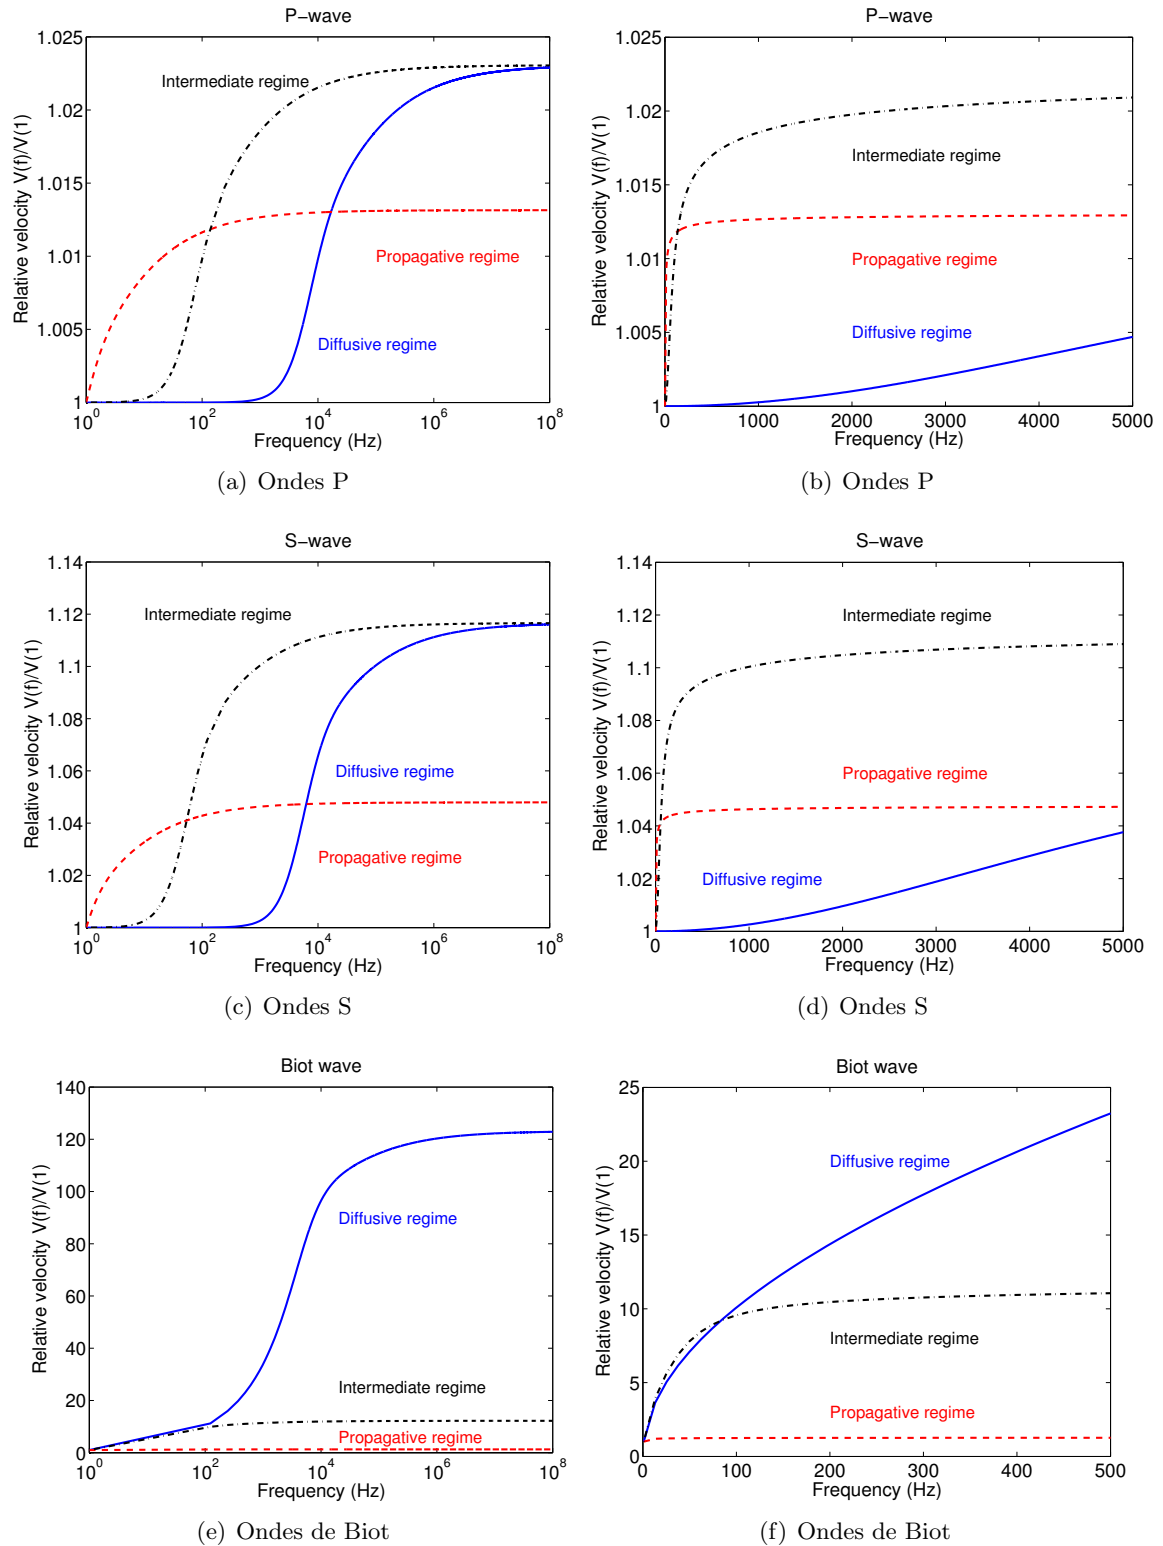 P−wave
1.025
1.02
1.015
1.01
1.005
1
Relative velocity V(f)/V(1)
Intermediate regime
Propagative regime
Diffusive regime
10^0
10^2
10^4
10^6
10^8
Frequency (Hz)
(a) Ondes P
P−wave
1.025
1.02
1.015
1.01
1.005
1
Relative velocity V(f)/V(1)
Intermediate regime
Propagative regime
Diffusive regime
0
1000
2000
3000
4000
5000
Frequency (Hz)
(b) Ondes P
S−wave
1.14
1.12
1.1
1.08
1.06
1.04
1.02
1
Relative velocity V(f)/V(1)
Intermediate regime
Diffusive regime
Propagative regime
10^0
10^2
10^4
10^6
10^8
Frequency (Hz)
(c) Ondes S
S−wave
1.14
1.12
1.1
1.08
1.06
1.04
1.02
1
Relative velocity V(f)/V(1)
Intermediate regime
Propagative regime
Diffusive regime
0
1000
2000
3000
4000
5000
Frequency (Hz)
(d) Ondes S
Biot wave
140
120
100
80
60
40
20
0
Relative velocity V(f)/V(1)
Diffusive regime
Intermediate regime
Propagative regime
10^0
10^2
10^4
10^6
10^8
Frequency (Hz)
(e) Ondes de Biot
Biot wave
25
20
15
10
5
0
Relative velocity V(f)/V(1)
Diffusive regime
Intermediate regime
Propagative regime
0
100
200
300
400
500
Frequency (Hz)
(f) Ondes de Biot